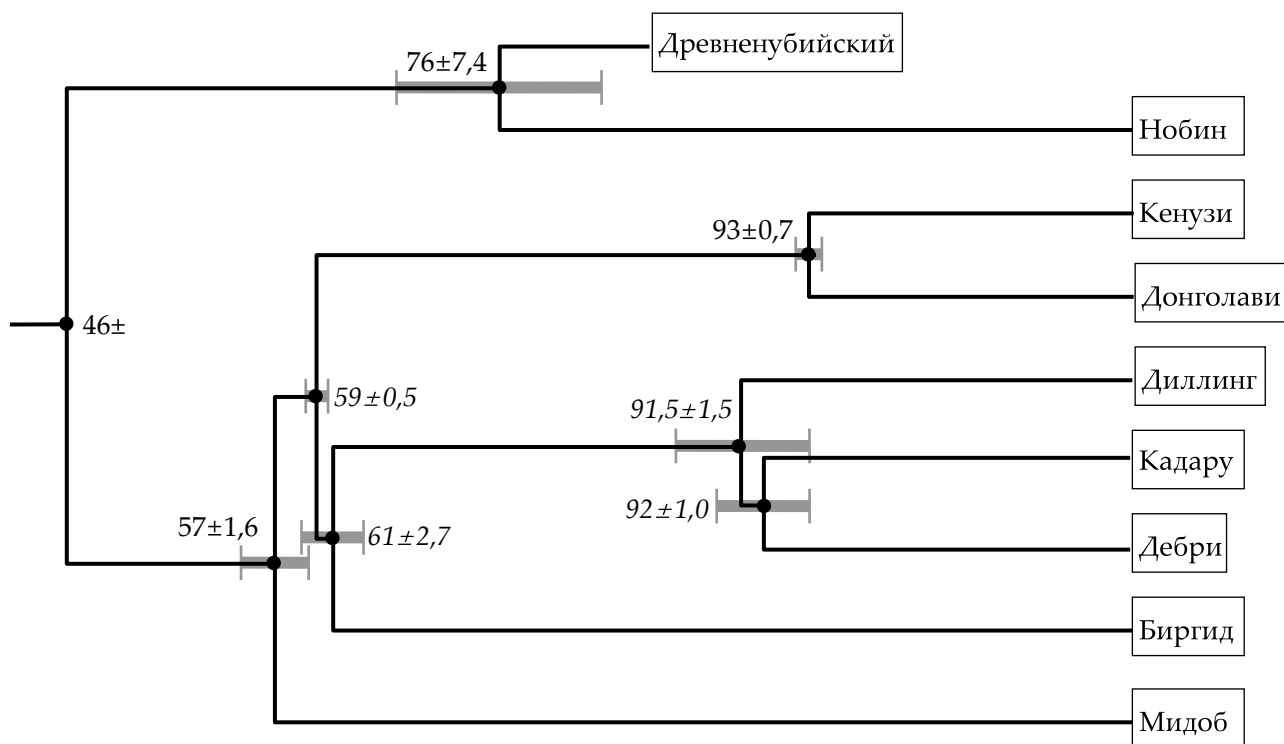 Древненубийский
76±7,4
Нобин
Кенузи
93±0,7
Донголави
46±
Диллинг
59±0,5
91,5±1,5
Кадару
92±1,0
57±1,6
61±2,7
Дебри
Биргид
Мидоб